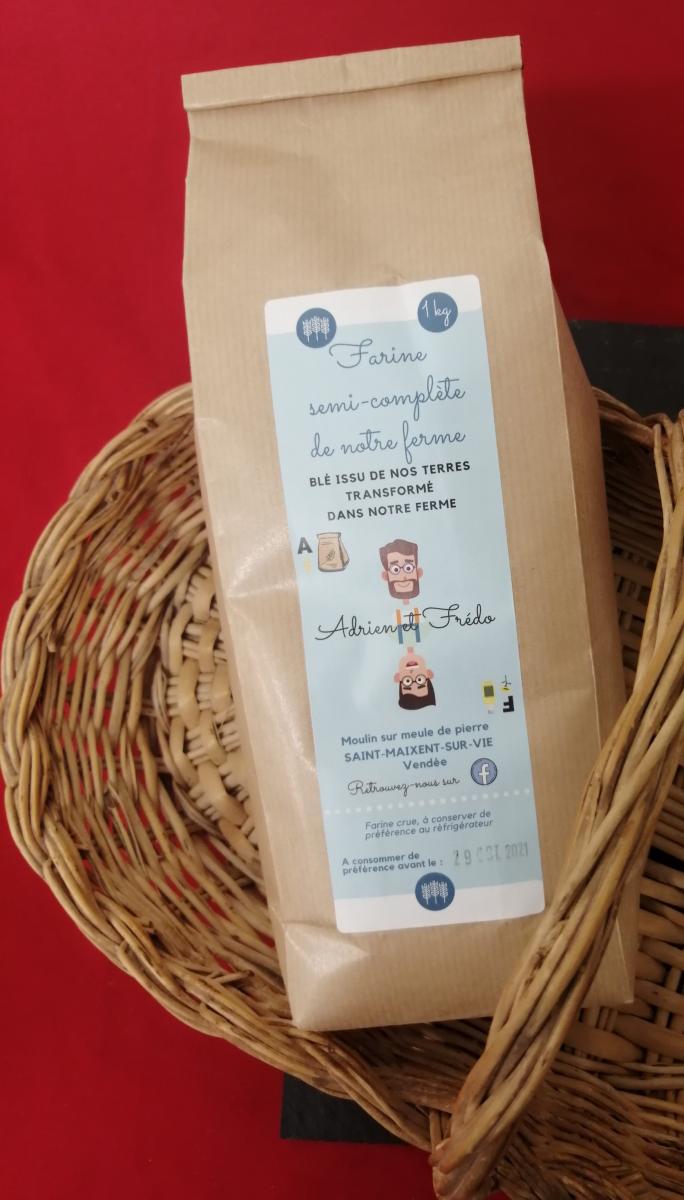 1 kg
Farine
semi-complète
de notre ferme
BLÉ ISSU DE NOS TERRES
TRANSFORMÉ
DANS NOTRE FERME
A
Adrien et Frédo
F
Moulin sur meule de pierre
SAINT-MAIXENT-SUR-VIE
Vendée
Retrouvez-nous sur f
Farine crue, à conserver de
préférence au réfrigérateur
A consommer de
préférence avant le : 29 OCT. 2021